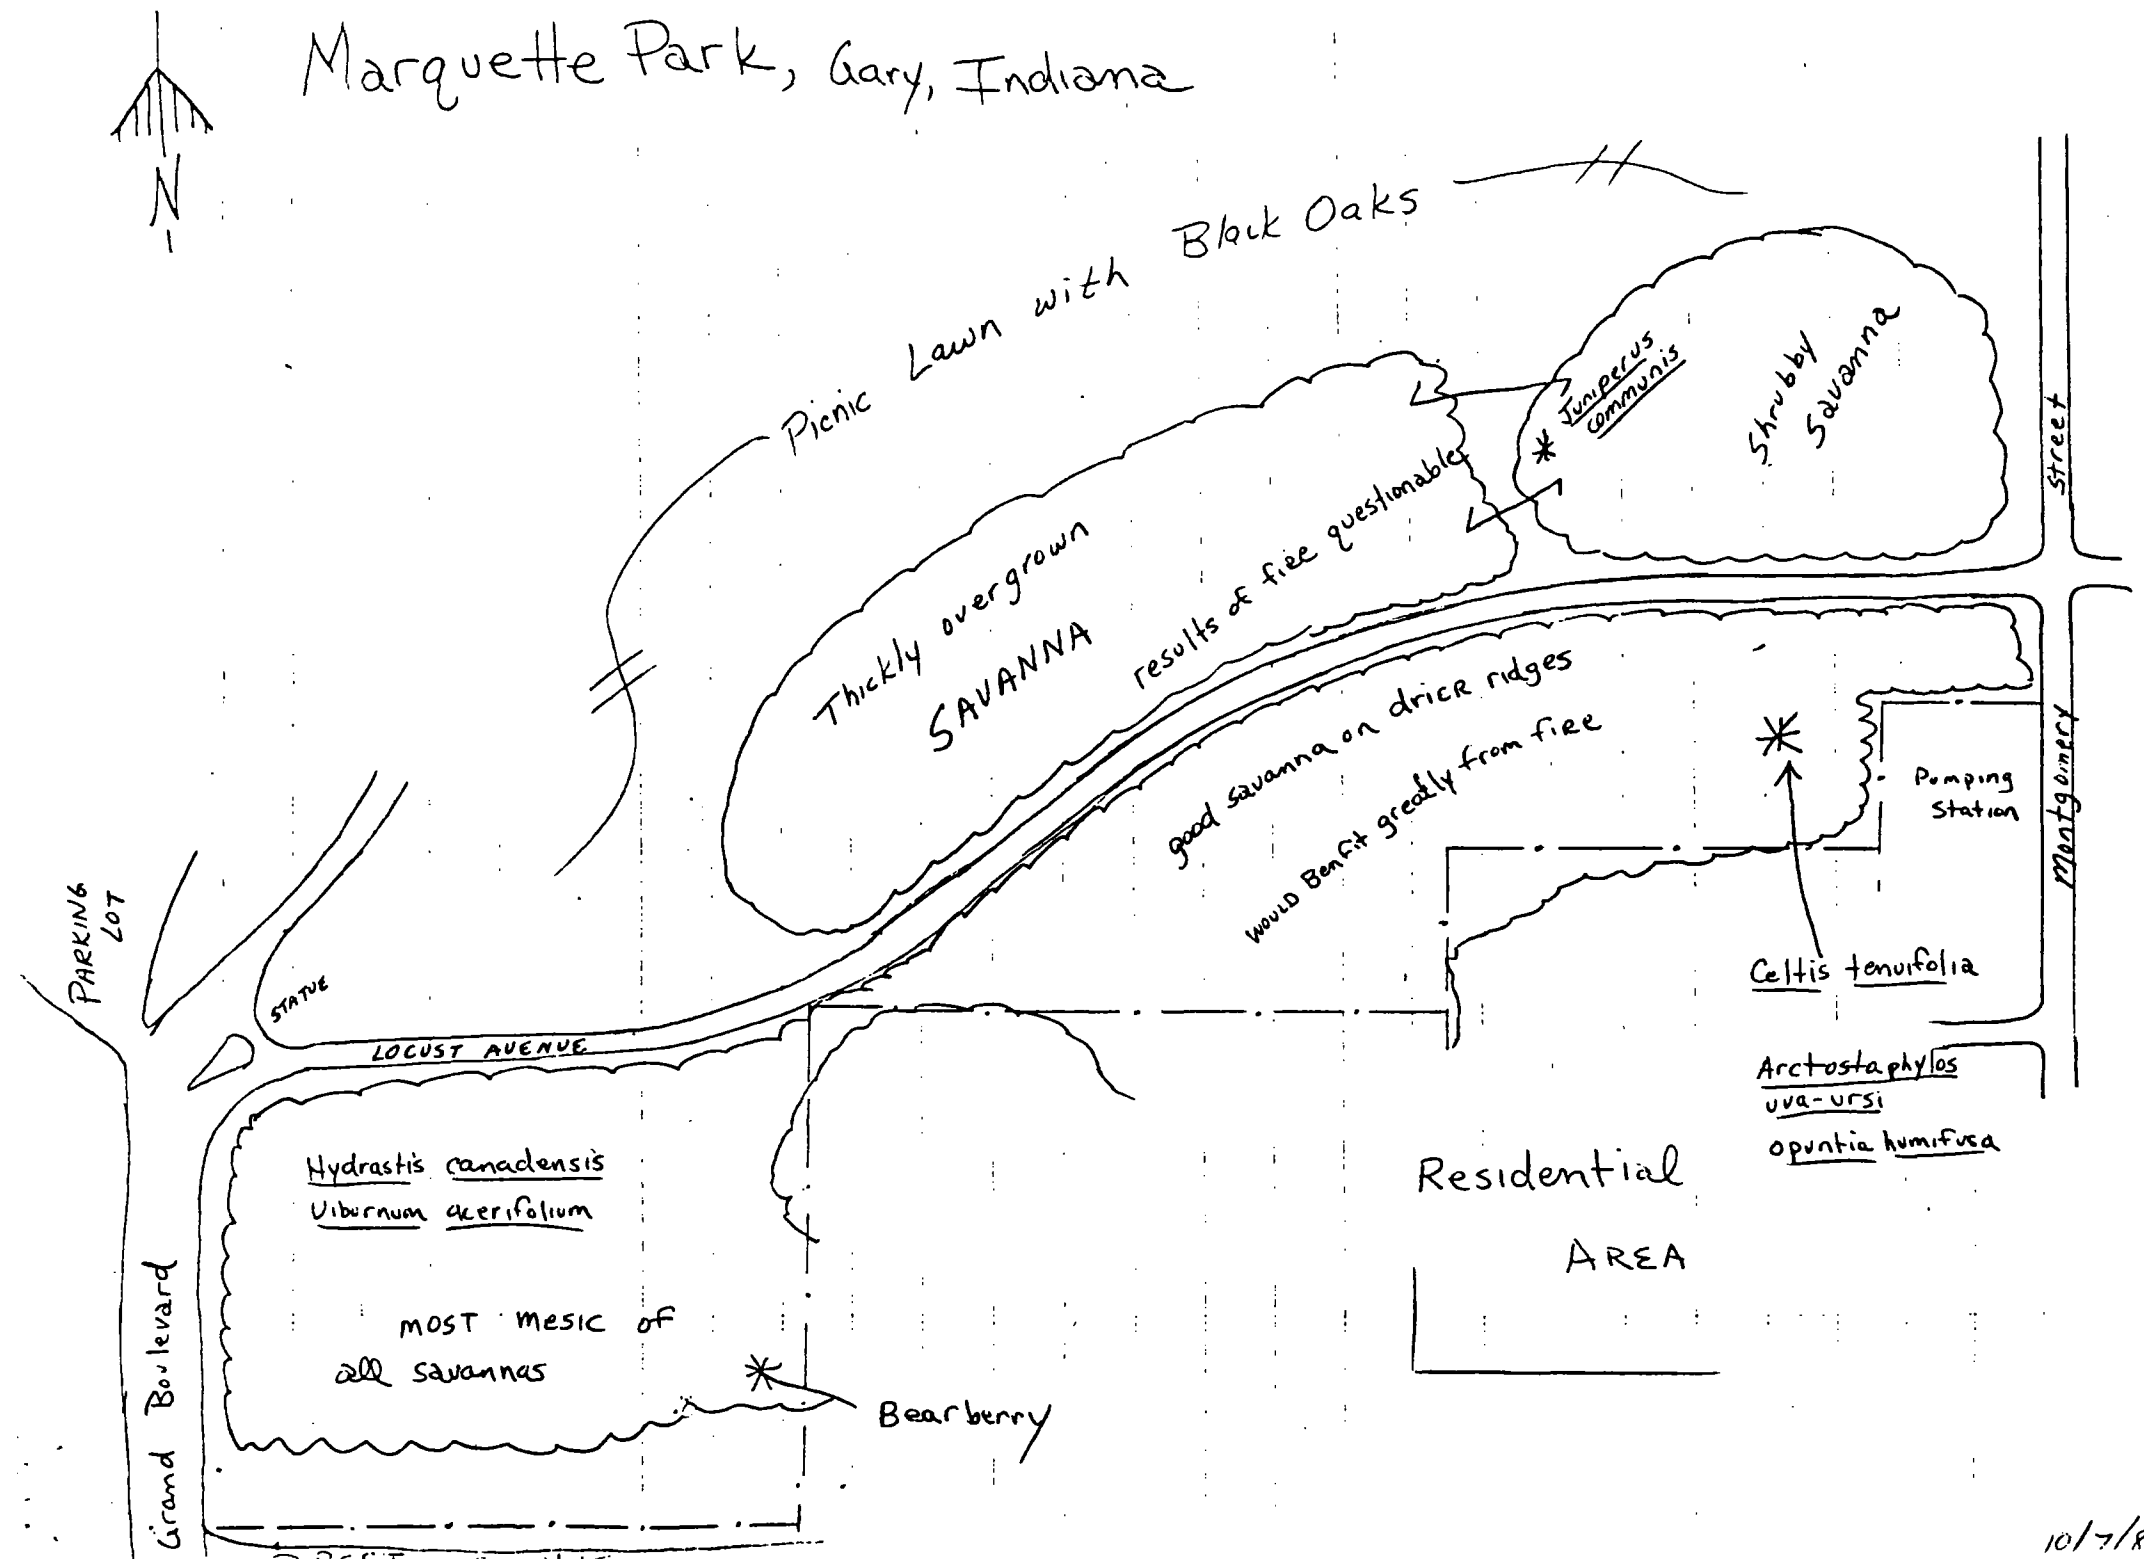 Marquette Park, Gary, Indiana
N
Picnic Lawn with Black Oaks
Juniperus
communis
Shrubby
Savanna
Street
Thickly overgrown
SAVANNA
results of fire questionable
good savanna on drier ridges
would Benfit greatly from fire
Pumping
Station
Montgomery
PARKING
LOT
STATUE
LOCUST AVENUE
Celtis tenuifolia
Arctostaphylos
uva-ursi
opuntia humifusa
Hydrastis canadensis
Viburnum acerifolium
Residential
AREA
MOST mesic of
all savannas
Bearberry
Grand Boulevard
10/7/8